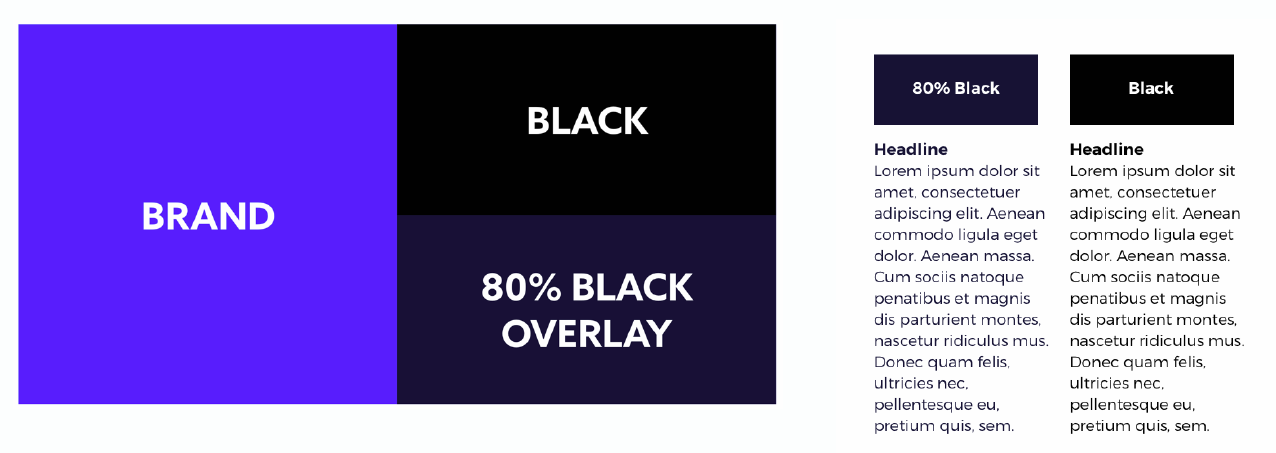 BRAND
BLACK
80% BLACK
OVERLAY
80% Black
Headline
Lorem ipsum dolor sit
amet, consectetuer
adipiscing elit. Aenean
commodo ligula eget
dolor. Aenean massa.
Cum sociis natoque
penatibus et magnis
dis parturient montes,
nascetur ridiculus mus.
Donec quam felis,
ultricies nec,
pellentesque eu,
pretium quis, sem.
Black
Headline
Lorem ipsum dolor sit
amet, consectetuer
adipiscing elit. Aenean
commodo ligula eget
dolor. Aenean massa.
Cum sociis natoque
penatibus et magnis
dis parturient montes,
nascetur ridiculus mus.
Donec quam felis,
ultricies nec,
pellentesque eu,
pretium quis, sem.